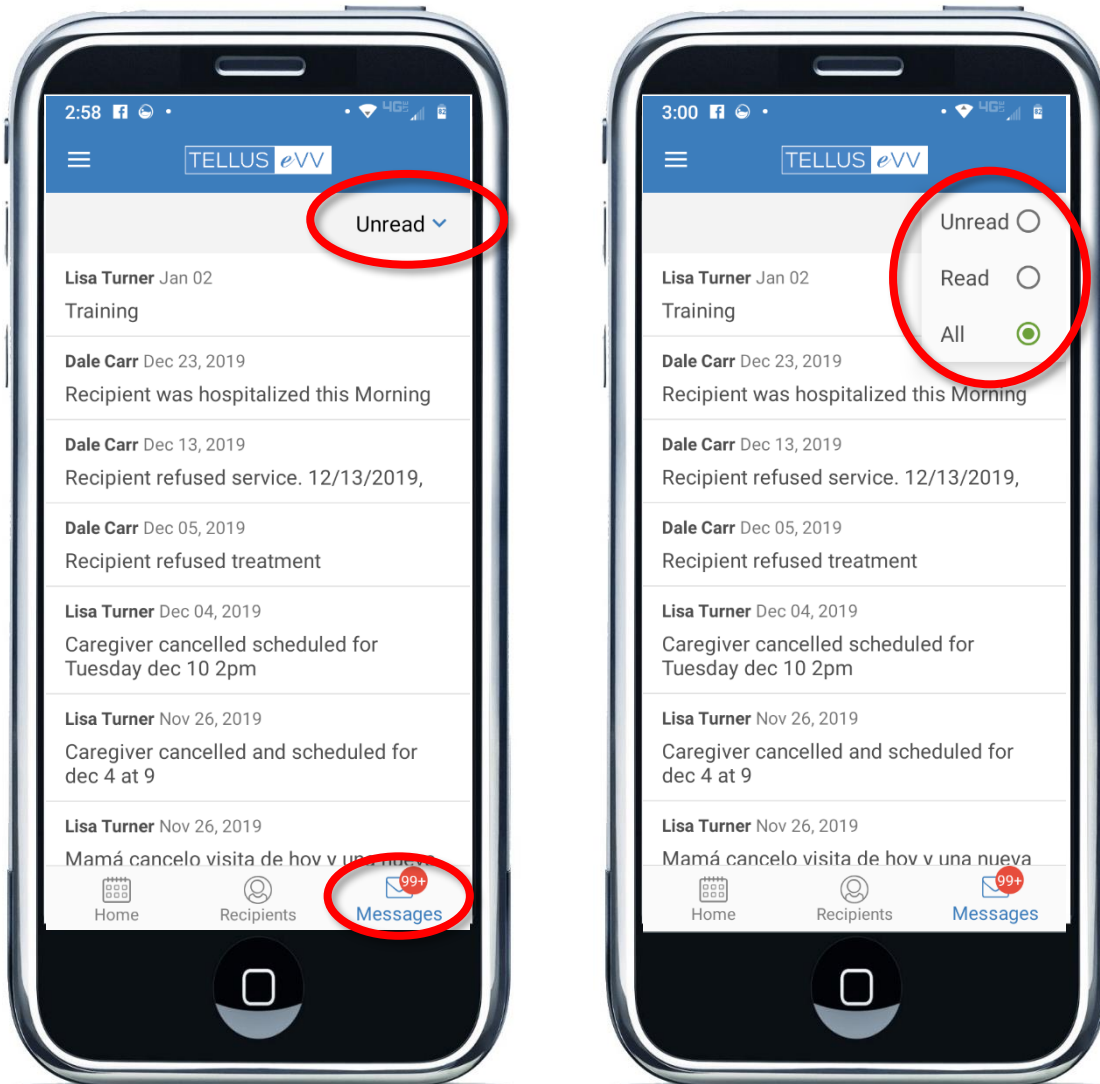 2:58
4G
TELLUS eVV
Unread
Lisa Turner Jan 02
Training
Dale Carr Dec 23, 2019
Recipient was hospitalized this Morning
Dale Carr Dec 13, 2019
Recipient refused service. 12/13/2019,
Dale Carr Dec 05, 2019
Recipient refused treatment
Lisa Turner Dec 04, 2019
Caregiver cancelled scheduled for
Tuesday dec 10 2pm
Lisa Turner Nov 26, 2019
Caregiver cancelled and scheduled for
dec 4 at 9
Lisa Turner Nov 26, 2019
Mamá cancelo visita de hoy y una nueva
99+
Home Recipients Messages
3:00
4G
TELLUS eVV
Unread
Read
All
Lisa Turner Jan 02
Training
Dale Carr Dec 23, 2019
Recipient was hospitalized this Morning
Dale Carr Dec 13, 2019
Recipient refused service. 12/13/2019,
Dale Carr Dec 05, 2019
Recipient refused treatment
Lisa Turner Dec 04, 2019
Caregiver cancelled scheduled for
Tuesday dec 10 2pm
Lisa Turner Nov 26, 2019
Caregiver cancelled and scheduled for
dec 4 at 9
Lisa Turner Nov 26, 2019
Mamá cancelo visita de hoy y una nueva
99+
Home Recipients Messages